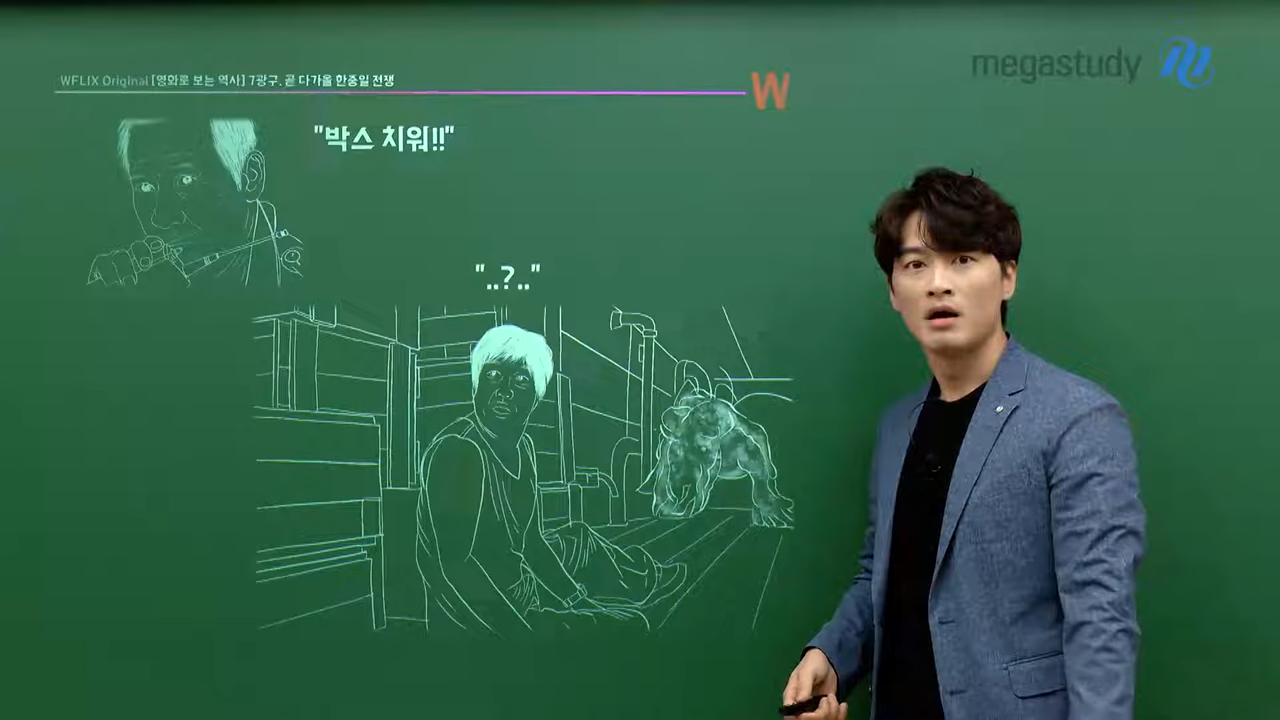 WFLIX Original [영화로 보는 역사] 7광구, 곧 다가올 한중일 전쟁
W
megastudy
"박스 치워!!"
"..?.."